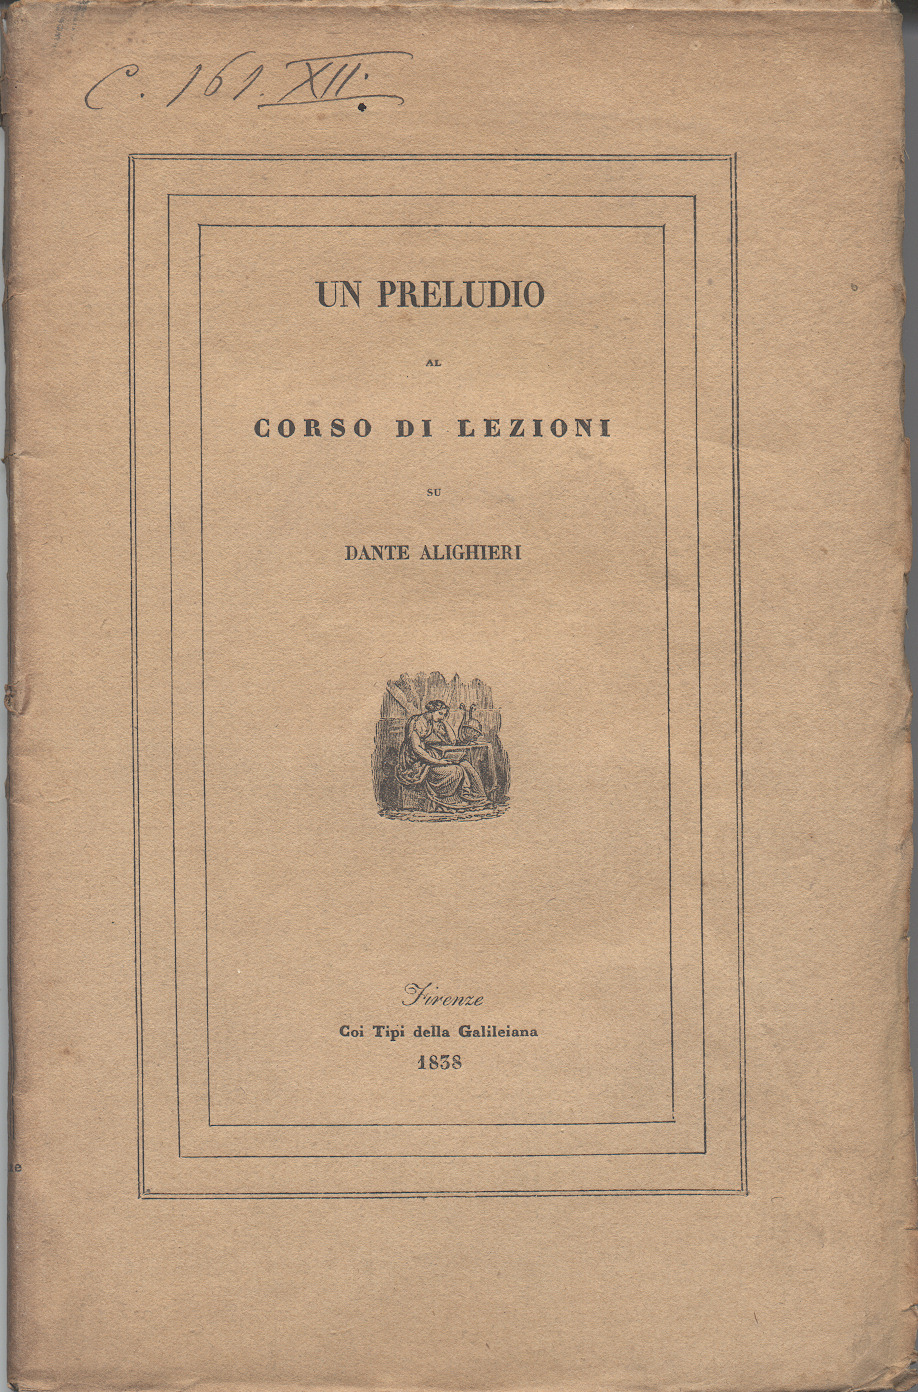 C. 161. XII.
UN PRELUDIO
AL
CORSO DI LEZIONI
SU
DANTE ALIGHIERI
Firenze
Coi Tipi della Galileiana
1838